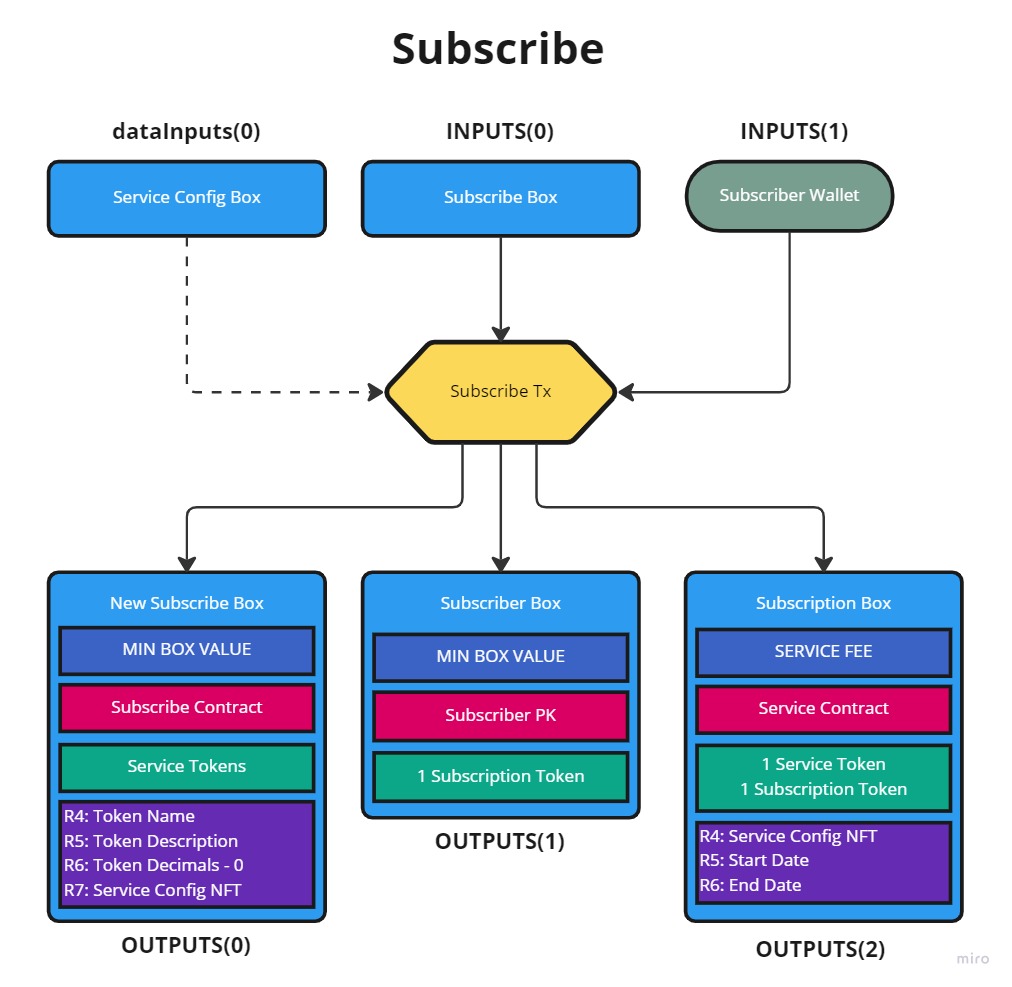 Subscribe
dataInputs(0)
INPUTS(0)
INPUTS(1)
Service Config Box
Subscribe Box
Subscriber Wallet
Subscribe Tx
New Subscribe Box
MIN BOX VALUE
Subscribe Contract
Service Tokens
R4: Token Name
R5: Token Description
R6: Token Decimals - 0
R7: Service Config NFT
OUTPUTS(0)
Subscriber Box
MIN BOX VALUE
Subscriber PK
1 Subscription Token
OUTPUTS(1)
Subscription Box
SERVICE FEE
Service Contract
1 Service Token
1 Subscription Token
R4: Service Config NFT
R5: Start Date
R6: End Date
OUTPUTS(2)
miro